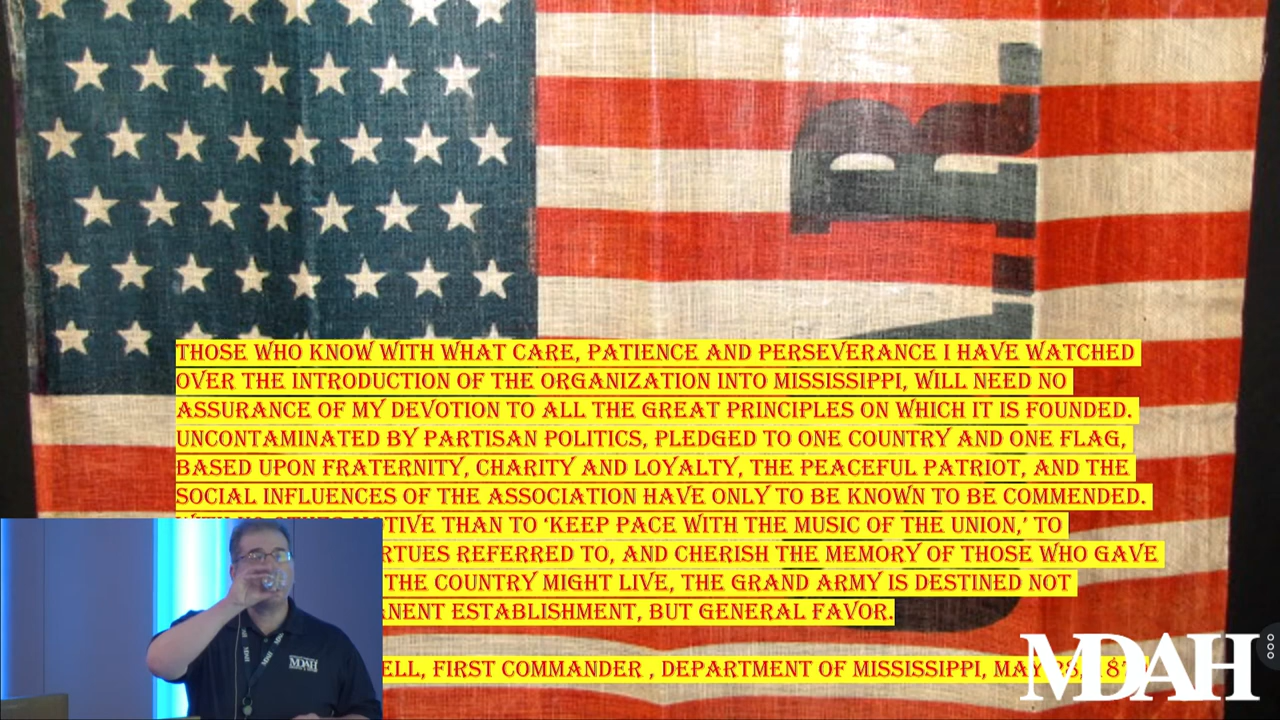 THOSE WHO KNOW WITH WHAT CARE, PATIENCE AND PERSEVERANCE I HAVE WATCHED
OVER THE INTRODUCTION OF THE ORGANIZATION INTO MISSISSIPPI, WILL NEED NO
ASSURANCE OF MY DEVOTION TO ALL THE GREAT PRINCIPLES ON WHICH IT IS FOUNDED.
UNCONTAMINATED BY PARTISAN POLITICS, PLEDGED TO ONE COUNTRY AND ONE FLAG,
BASED UPON FRATERNITY, CHARITY AND LOYALTY, THE PEACEFUL PATRIOT, AND THE
SOCIAL INFLUENCES OF THE ASSOCIATION HAVE ONLY TO BE KNOWN TO BE COMMENDED.
THAN TO ‘KEEP PACE WITH THE MUSIC OF THE UNION,’ TO
REFERRED TO, AND CHERISH THE MEMORY OF THOSE WHO GAVE
THE COUNTRY MIGHT LIVE, THE GRAND ARMY IS DESTINED NOT
ESTABLISHMENT, BUT GENERAL FAVOR.
FIRST COMMANDER , DEPARTMENT OF MISSISSIPPI,
MDAH
MDAH
R.